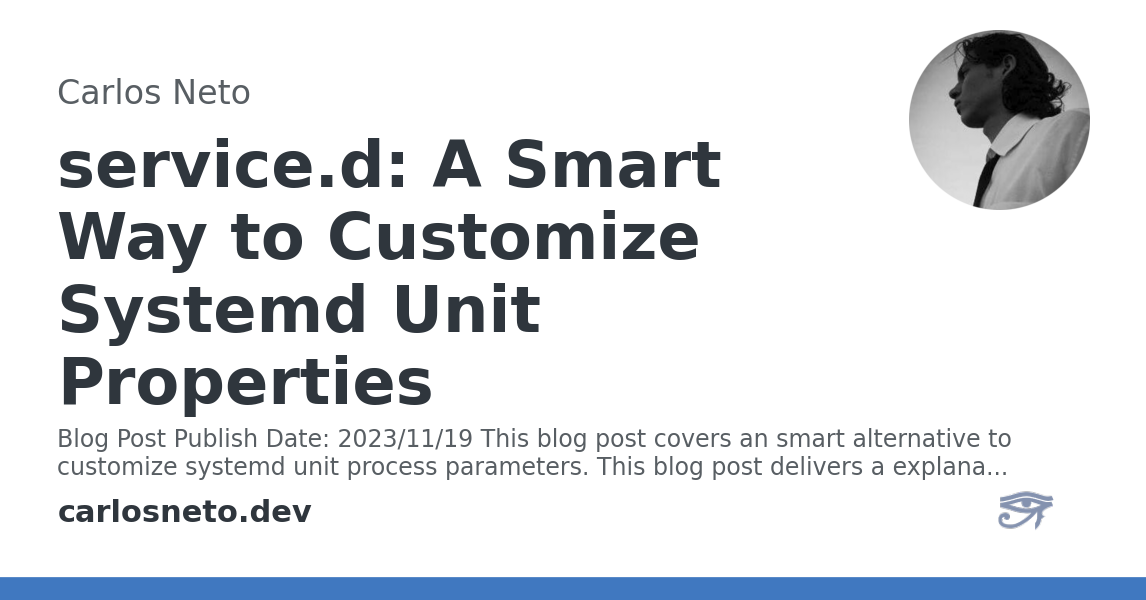 Carlos Neto
service.d: A Smart
Way to Customize
Systemd Unit
Properties
Blog Post Publish Date: 2023/11/19 This blog post covers an smart alternative to
customize systemd unit process parameters. This blog post delivers a explana...
carlosneto.dev